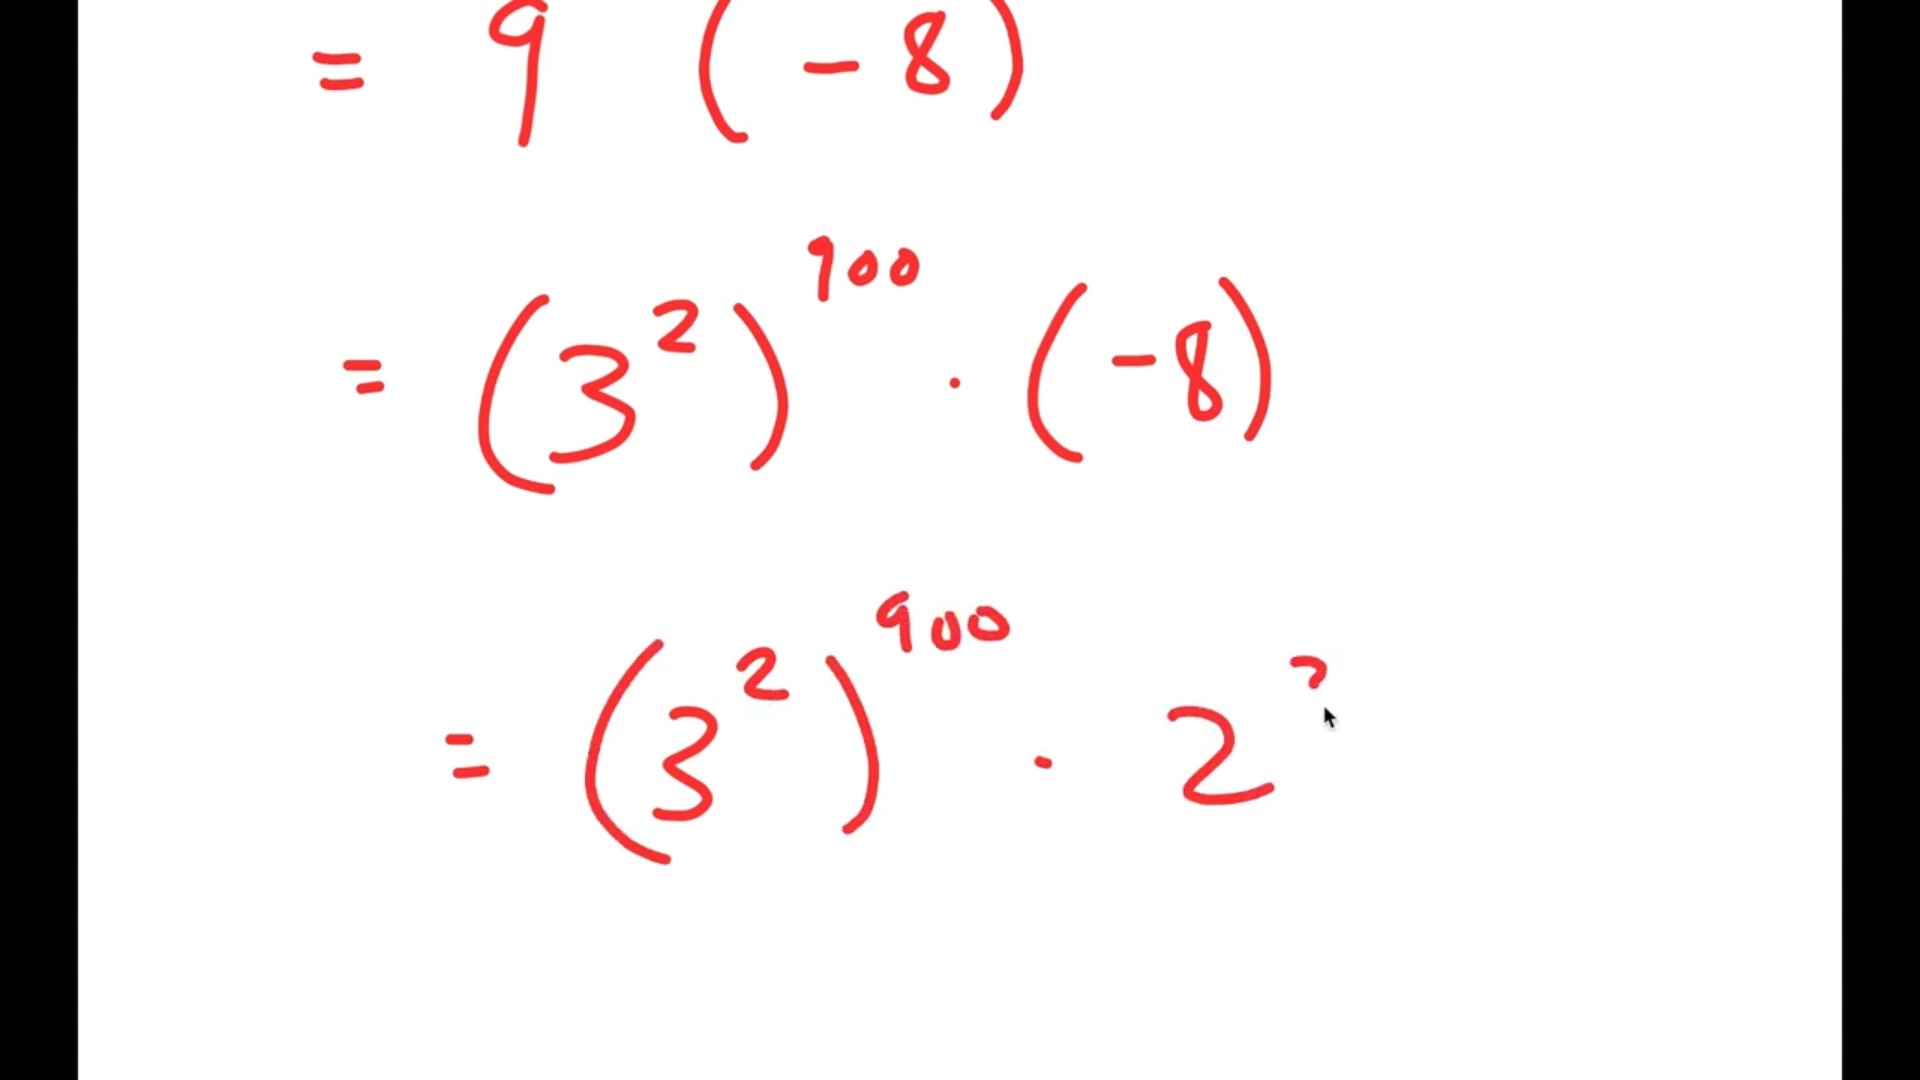 = 9 (-8)
= (3²)⁹⁰⁰ · (-8)
= (3²)⁹⁰⁰ · 2